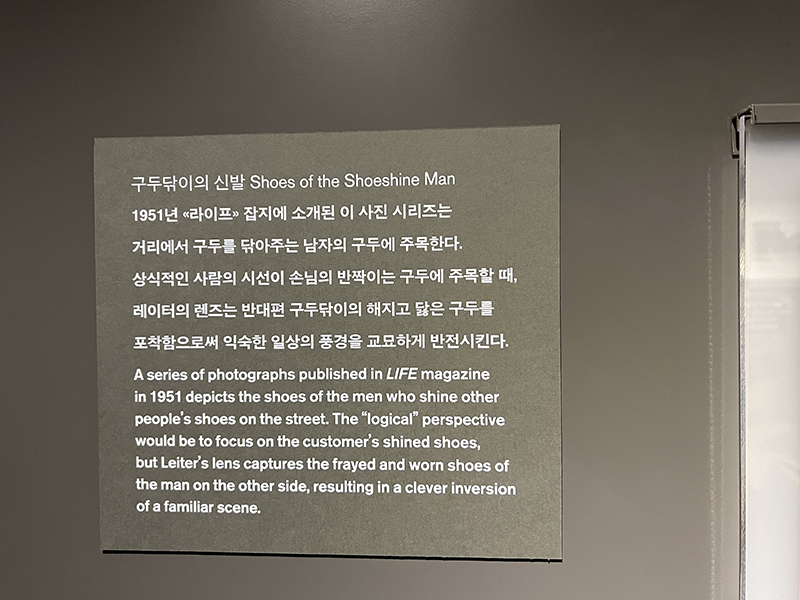 구두닦이의 신발 Shoes of the Shoeshine Man
1951년 «라이프» 잡지에 소개된 이 사진 시리즈는
거리에서 구두를 닦아주는 남자의 구두에 주목한다.
상식적인 사람의 시선이 손님의 반짝이는 구두에 주목할 때,
레이터의 렌즈는 반대편 구두닦이의 해지고 닳은 구두를
포착함으로써 익숙한 일상의 풍경을 교묘하게 반전시킨다.
A series of photographs published in LIFE magazine
in 1951 depicts the shoes of the men who shine other
people's shoes on the street. The “logical” perspective
would be to focus on the customer's shined shoes,
but Leiter's lens captures the frayed and worn shoes of
the man on the other side, resulting in a clever inversion
of a familiar scene.